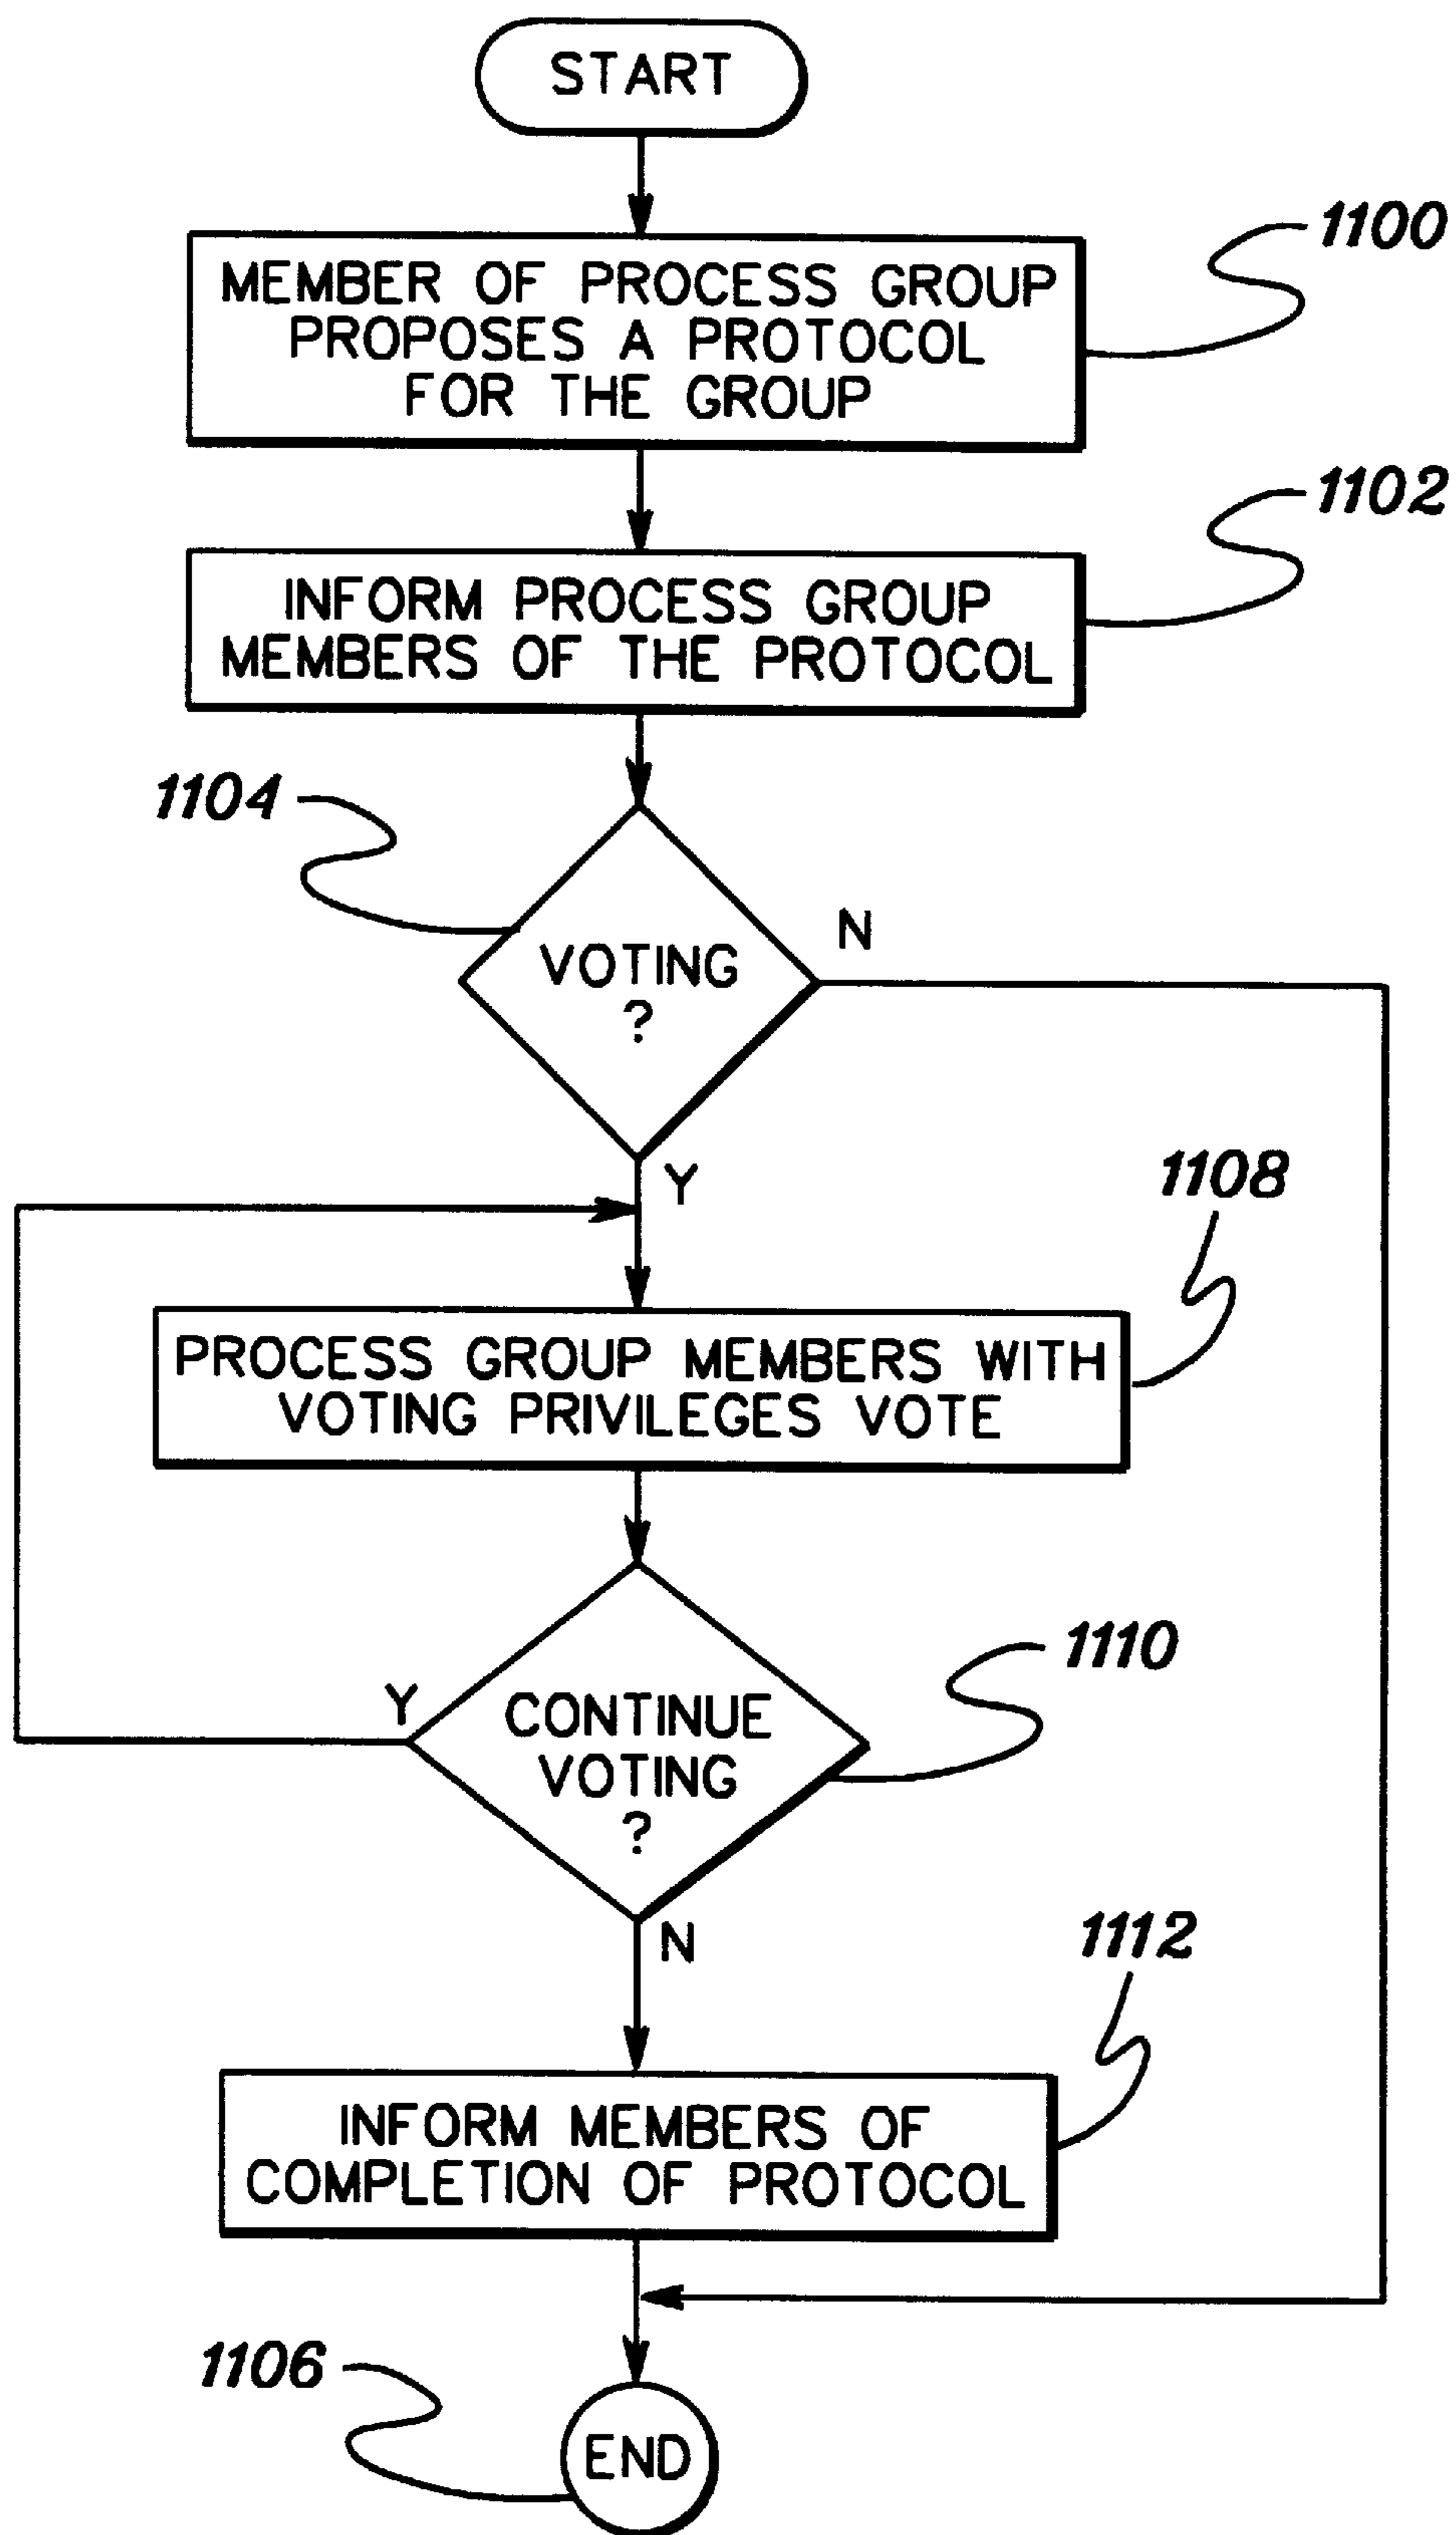 START
1100
MEMBER OF PROCESS GROUP
PROPOSES A PROTOCOL
FOR THE GROUP
1102
INFORM PROCESS GROUP
MEMBERS OF THE PROTOCOL
1104
N
VOTING
?
Y
1108
PROCESS GROUP MEMBERS WITH
VOTING PRIVILEGES VOTE
1110
Y
CONTINUE
VOTING
?
N
1112
INFORM MEMBERS OF
COMPLETION OF PROTOCOL
1106
END